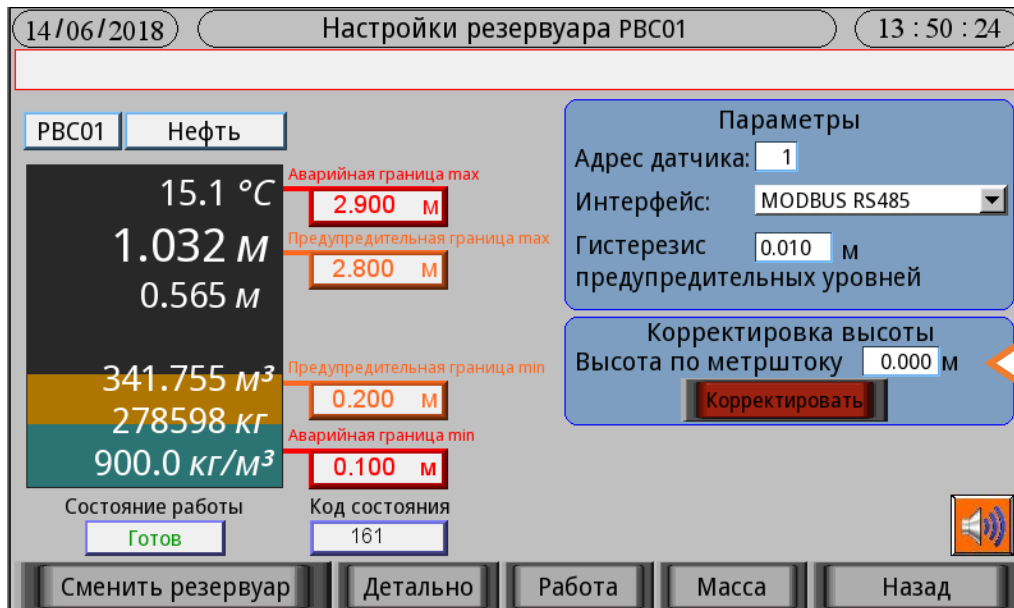 14/06/2018
Настройки резервуара РВС01
13 : 50 : 24
РВС01
Нефть
15.1 °C
1.032 м
0.565 м
341.755 м³
278598 кг
900.0 кг/м³
Аварийная граница max
2.900 м
Предупредительная граница max
2.800 м
Предупредительная граница min
0.200 м
Аварийная граница min
0.100 м
Состояние работы
Готов
Код состояния
161
Параметры
Адрес датчика: 1
Интерфейс: MODBUS RS485
Гистерезис 0.010 м
предупредительных уровней
Корректировка высоты
Высота по метрштоку 0.000 м
Корректировать
Сменить резервуар
Детально
Работа
Масса
Назад